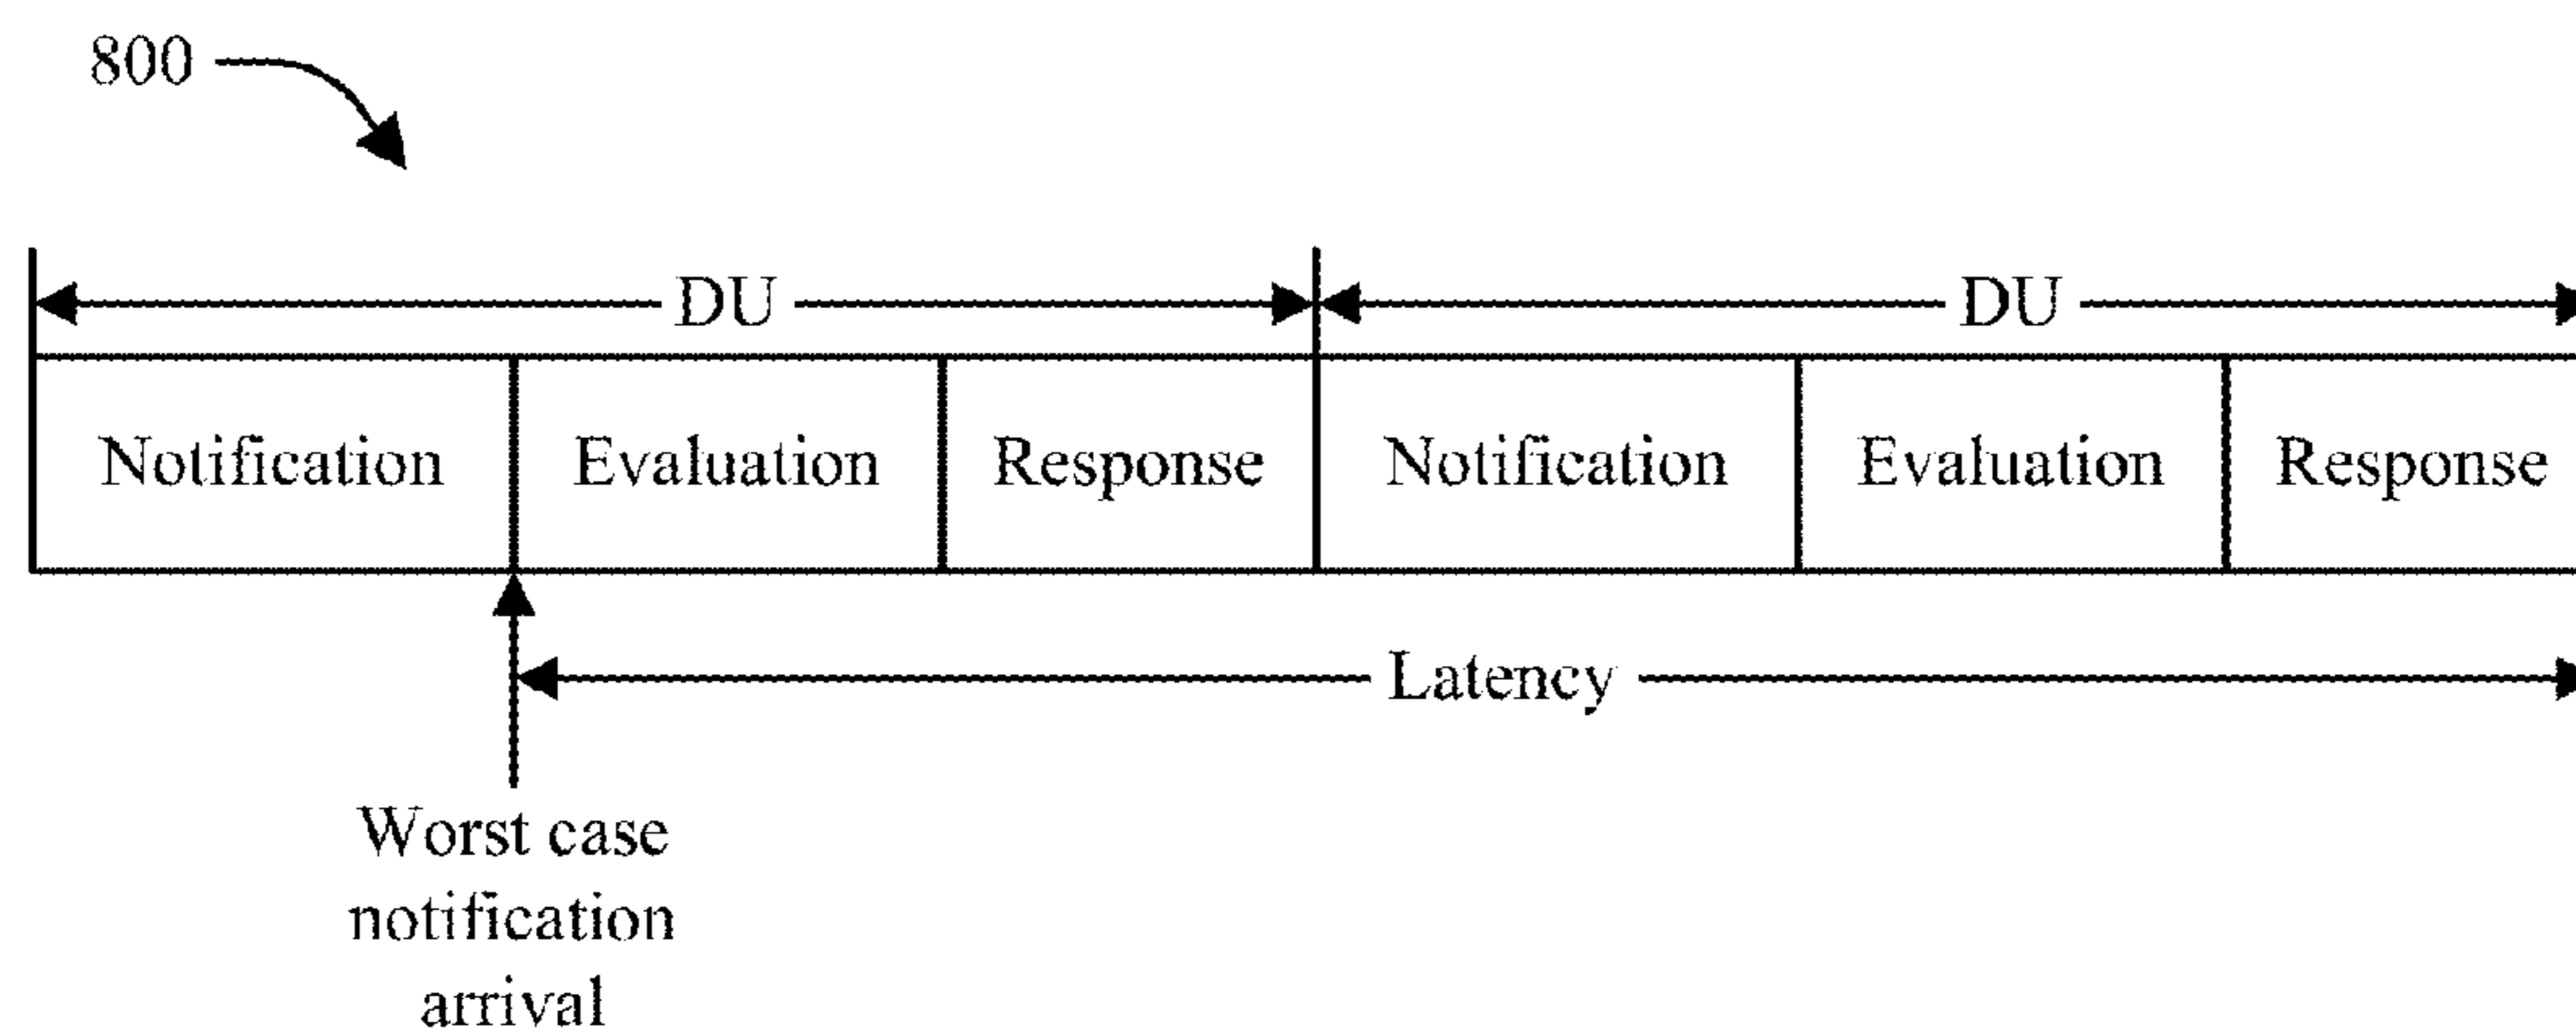 800
DU DU
Notification Evaluation Response Notification Evaluation Response
Latency
Worst case
notification
arrival